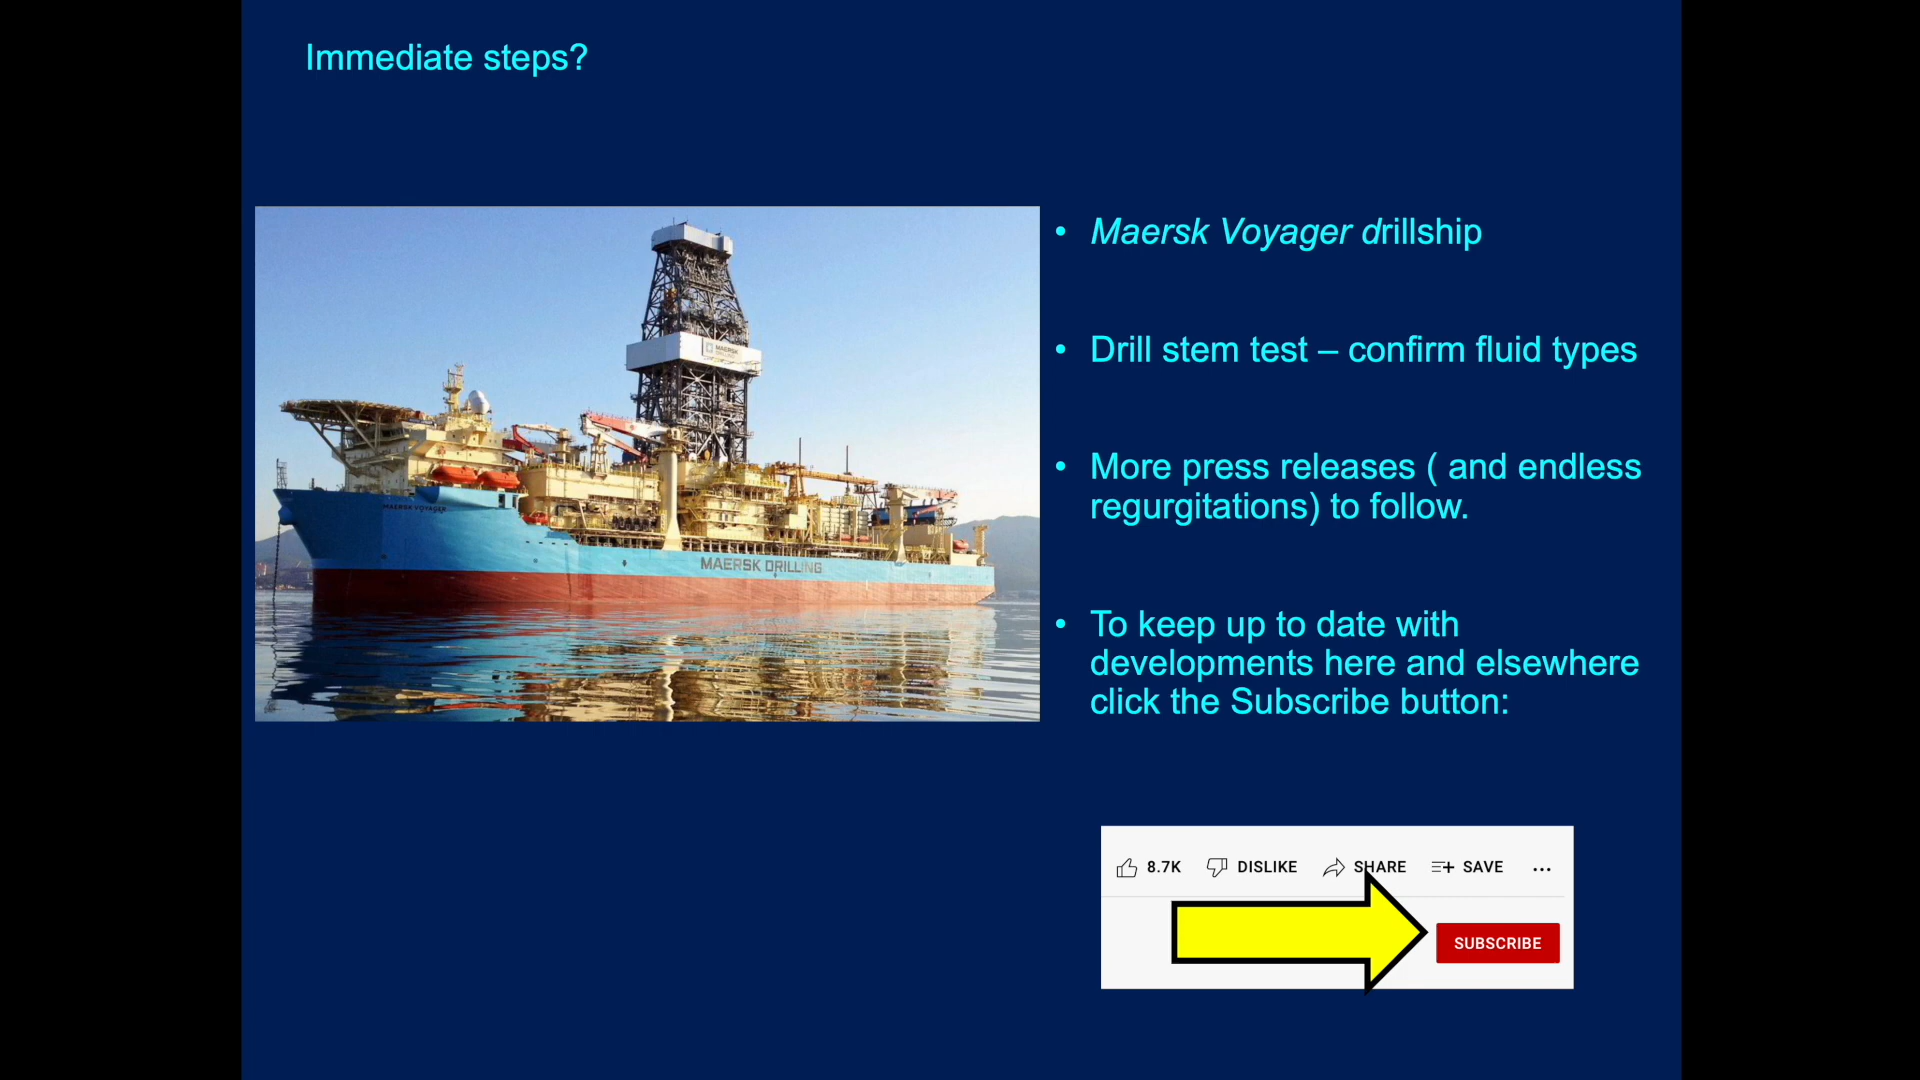 Immediate steps?
MAERSK
DRILLING
MAERSK VOYAGER
MAERSK DRILLING
• Maersk Voyager drillship
• Drill stem test – confirm fluid types
• More press releases ( and endless
regurgitations) to follow.
• To keep up to date with
developments here and elsewhere
click the Subscribe button:
8.7K DISLIKE SHARE SAVE ...
SUBSCRIBE